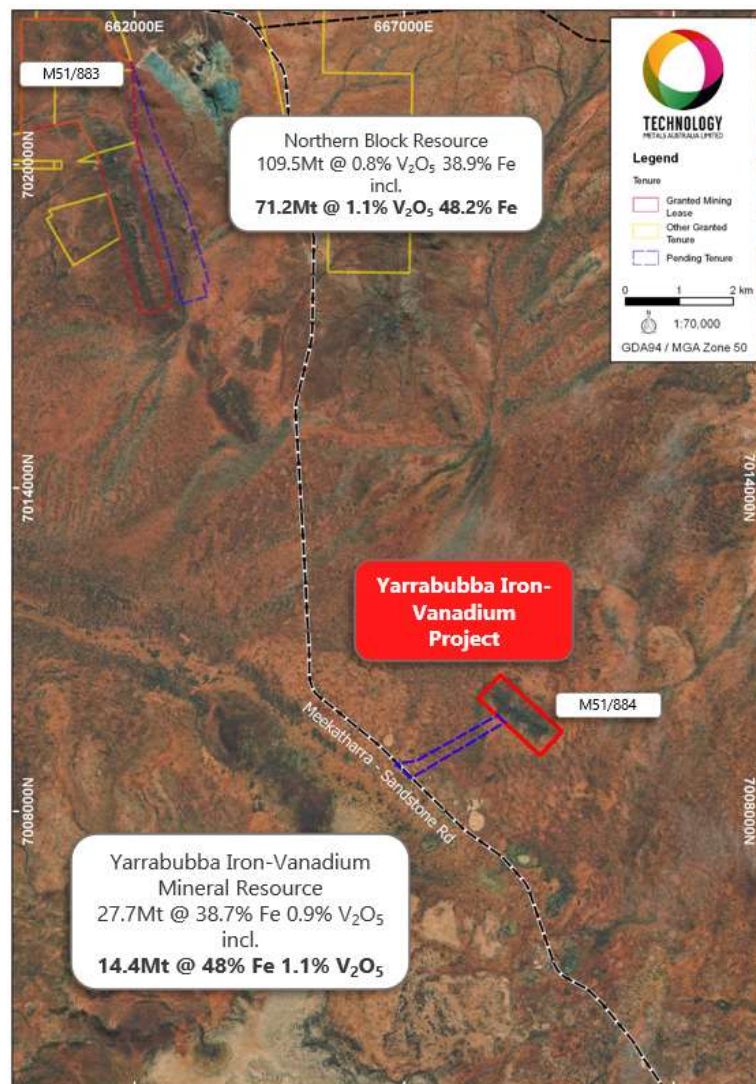 662000E
667000E
M51/883
TECHNOLOGY
METALS AUSTRALIA LIMITED
Legend
Tenure
Granted Mining
Lease
Other Granted
Tenure
Pending Tenure
0 1 2 km
N
1:70,000
GDA94 / MGA Zone 50
Northern Block Resource
109.5Mt @ 0.8% V₂O₅ 38.9% Fe
incl.
71.2Mt @ 1.1% V₂O₅ 48.2% Fe
7020000N
7014000N
7014000N
Yarrabubba Iron-
Vanadium
Project
M51/884
Meekatharra - Sandstone Rd
7008000N
7008000N
Yarrabubba Iron-Vanadium
Mineral Resource
27.7Mt @ 38.7% Fe 0.9% V₂O₅
incl.
14.4Mt @ 48% Fe 1.1% V₂O₅